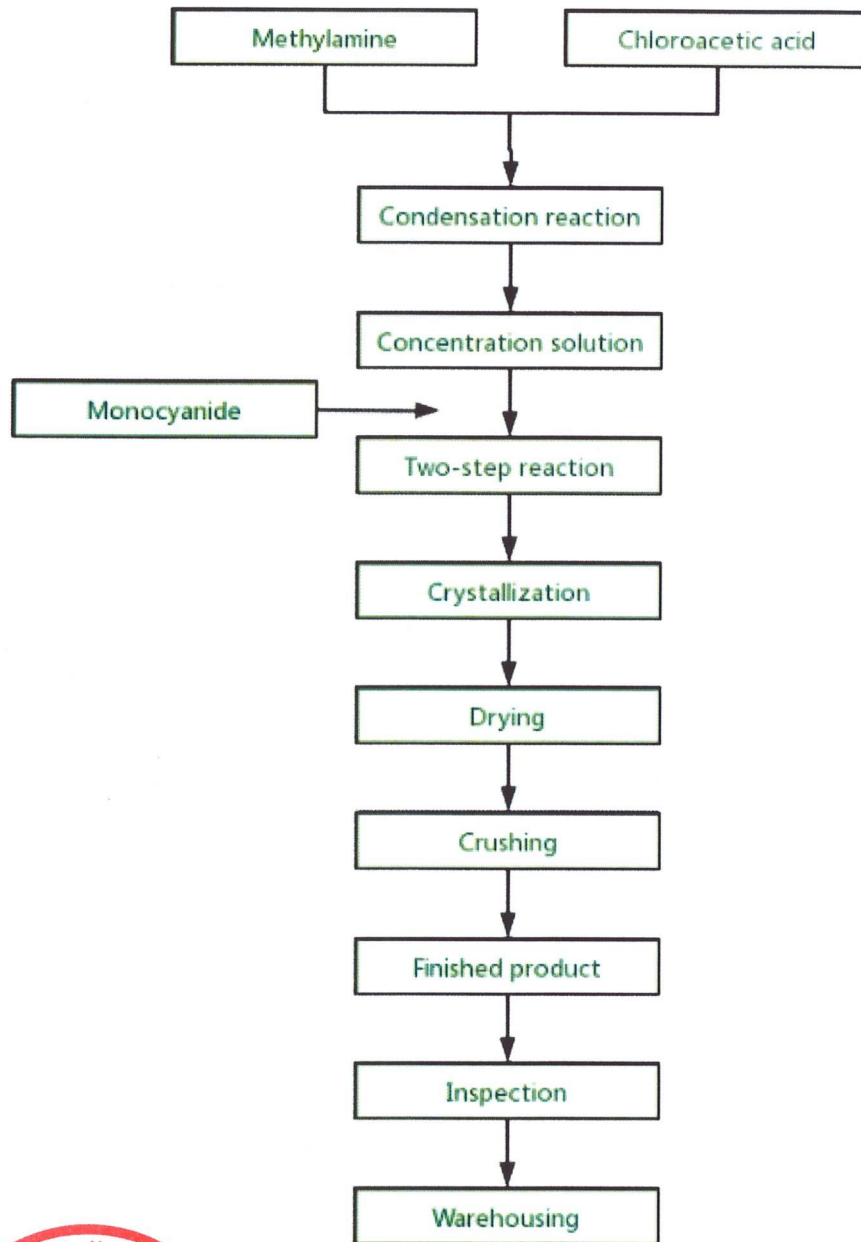 Methylamine
Chloroacetic acid
Condensation reaction
Concentration solution
Monocyanide
Two-step reaction
Crystallization
Drying
Crushing
Finished product
Inspection
Warehousing